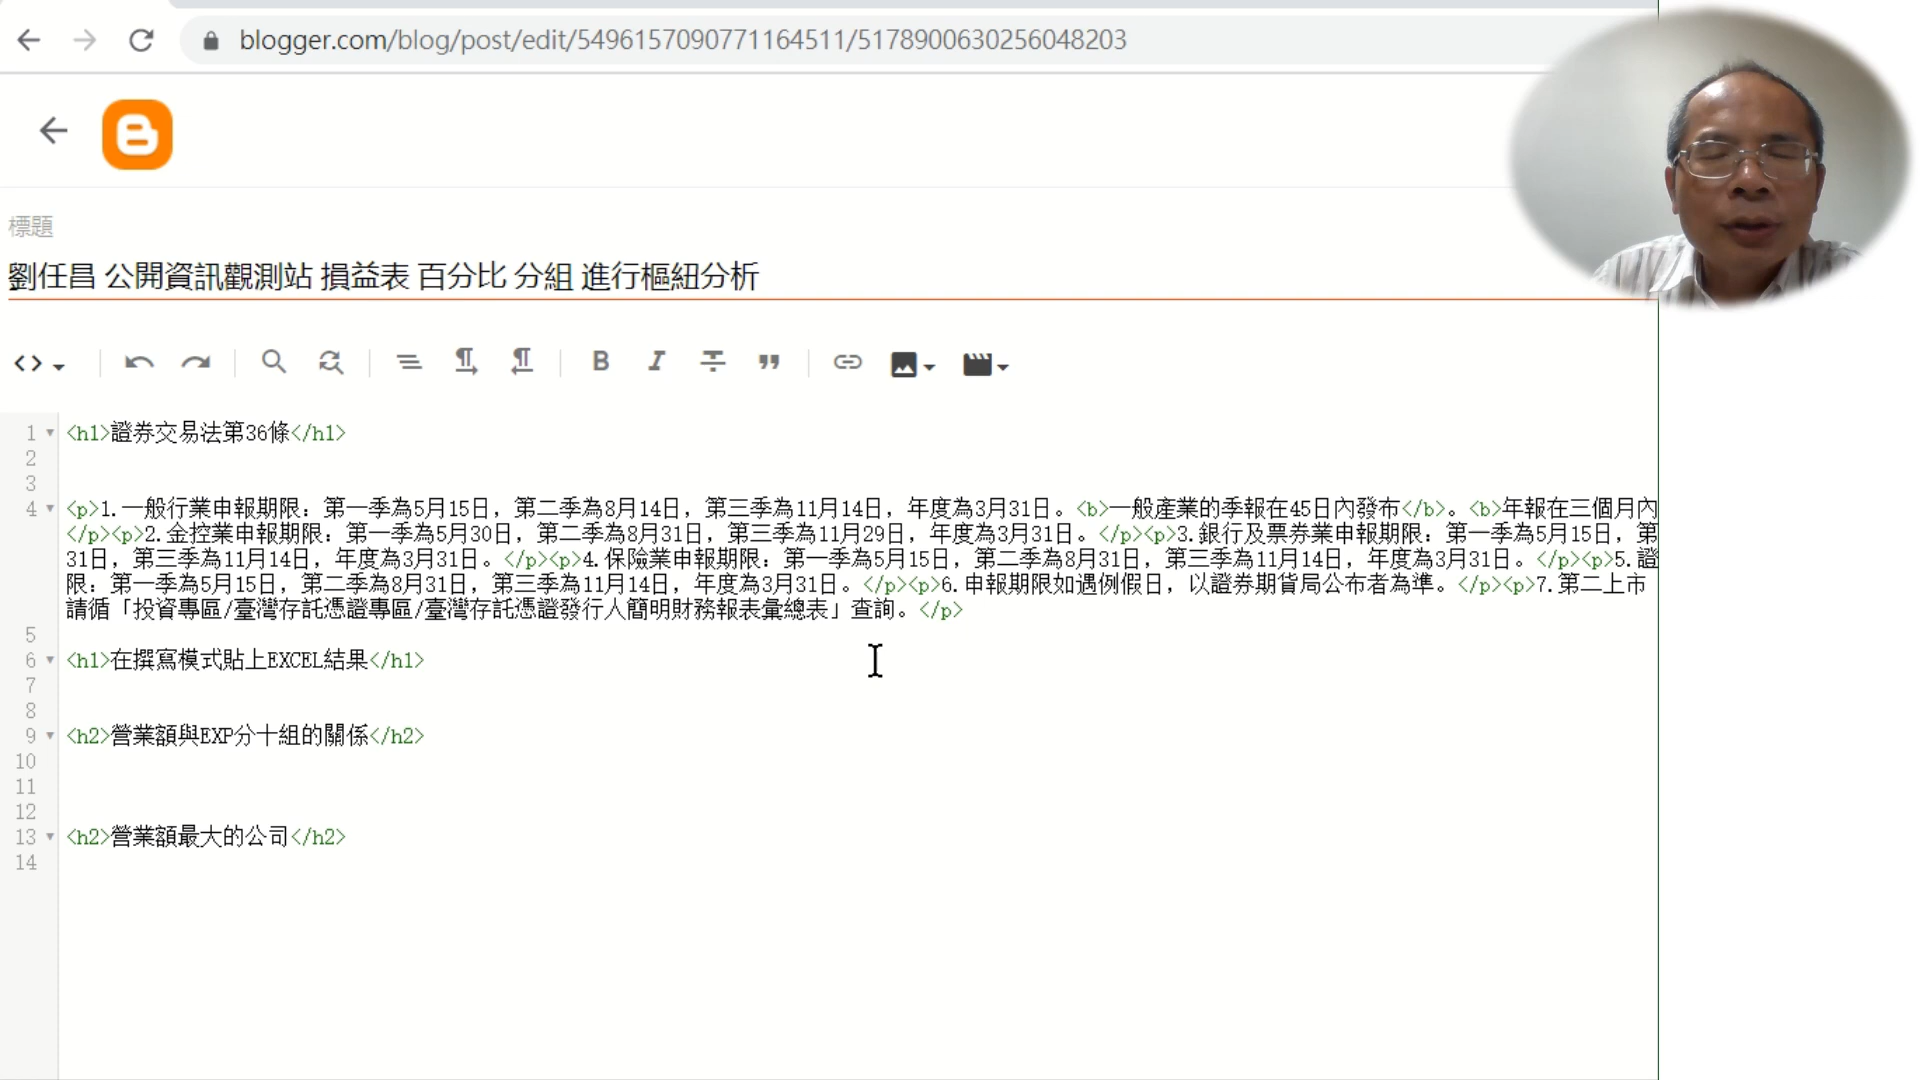 blogger.com/blog/post/edit/5496157090771164511/5178900630256048203
標題
劉任昌 公開資訊觀測站 損益表 百分比 分組 進行樞紐分析
B I
1 <h1>證券交易法第36條</h1>
2
3
4 <p>1.一般行業申報期限：第一季為5月15日，第二季為8月14日，第三季為11月14日，年度為3月31日。<b>一般產業的季報在45日內發布</b>。<b>年報在三個月內
</p><p>2.金控業申報期限：第一季為5月30日，第二季為8月31日，第三季為11月29日，年度為3月31日。</p><p>3.銀行及票券業申報期限：第一季為5月15日，第
31日，第三季為11月14日，年度為3月31日。</p><p>4.保險業申報期限：第一季為5月15日，第二季為8月31日，第三季為11月14日，年度為3月31日。</p><p>5.證
限：第一季為5月15日，第二季為8月31日，第三季為11月14日，年度為3月31日。</p><p>6.申報期限如遇例假日，以證券期貨局公布者為準。</p><p>7.第二上市
請循「投資專區/臺灣存託憑證專區/臺灣存託憑證發行人簡明財務報表彙總表」查詢。</p>
5
6 <h1>在撰寫模式貼上EXCEL結果</h1>
7
8
9 <h2>營業額與EXP分十組的關係</h2>
10
11
12
13 <h2>營業額最大的公司</h2>
14